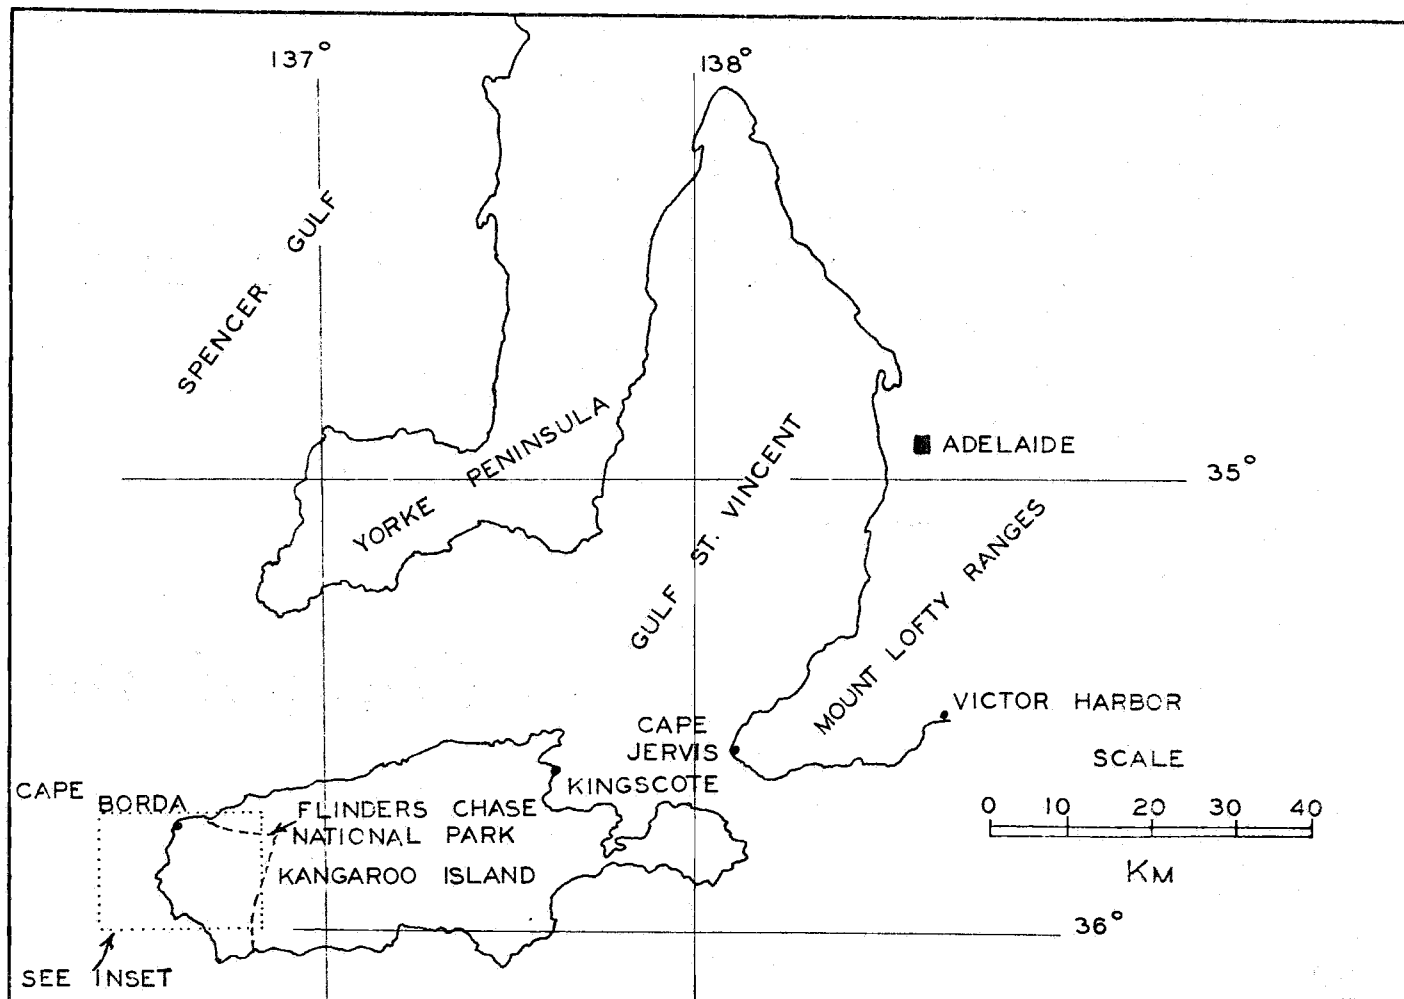 137°
138°
SPENCER GULF
YORKE PENINSULA
GULF ST. VINCENT
ADELAIDE
35°
MOUNT LOFTY RANGES
VICTOR HARBOR
CAPE
JERVIS
KINGSCOTE
SCALE
0 10 20 30 40
KM
CAPE BORDA
FLINDERS CHASE
NATIONAL PARK
KANGAROO ISLAND
36°
SEE INSET